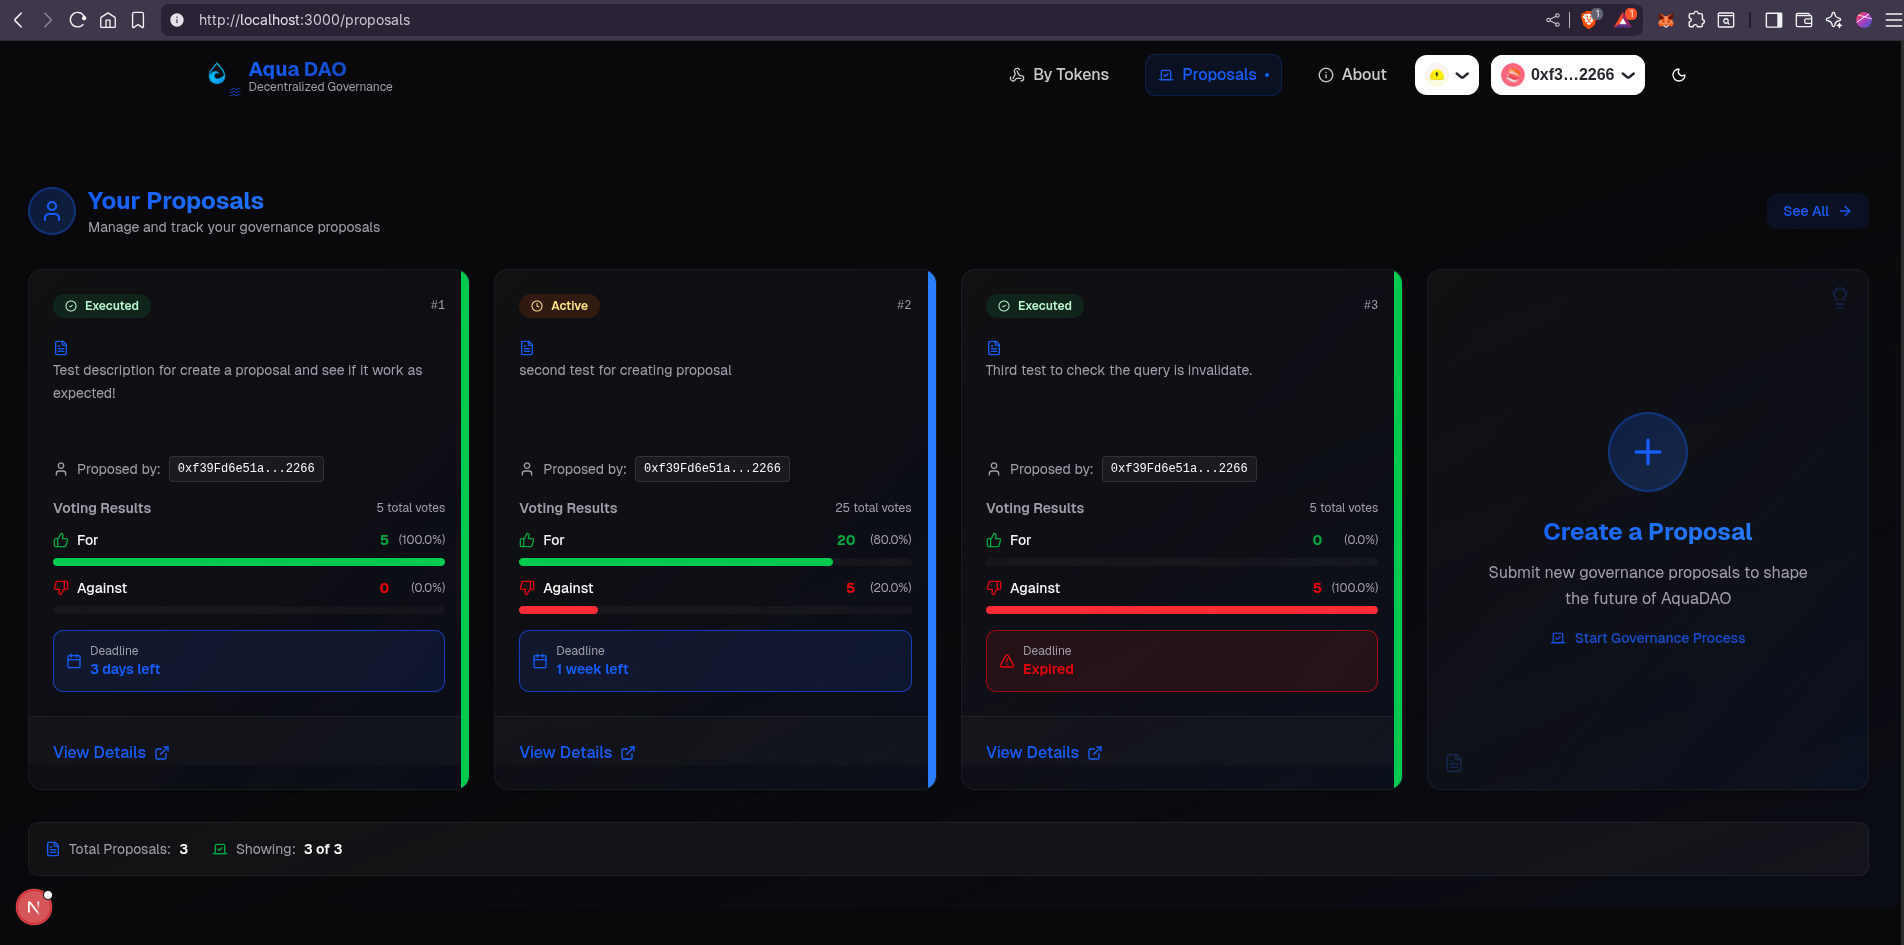 http://localhost:3000/proposals
1
1
Aqua DAO
Decentralized Governance
By Tokens
Proposals
About
0xf3...2266
Your Proposals
Manage and track your governance proposals
See All
Executed
#1
Test description for create a proposal and see if it work as
expected!
Proposed by: 0xf39Fd6e51a...2266
Voting Results
5 total votes
For
5 (100.0%)
Against
0 (0.0%)
Deadline
3 days left
View Details
Active
#2
second test for creating proposal
Proposed by: 0xf39Fd6e51a...2266
Voting Results
25 total votes
For
20 (80.0%)
Against
5 (20.0%)
Deadline
1 week left
View Details
Executed
#3
Third test to check the query is invalidate.
Proposed by: 0xf39Fd6e51a...2266
Voting Results
5 total votes
For
0 (0.0%)
Against
5 (100.0%)
Deadline
Expired
View Details
Create a Proposal
Submit new governance proposals to shape
the future of AquaDAO
Start Governance Process
Total Proposals: 3
Showing: 3 of 3
N